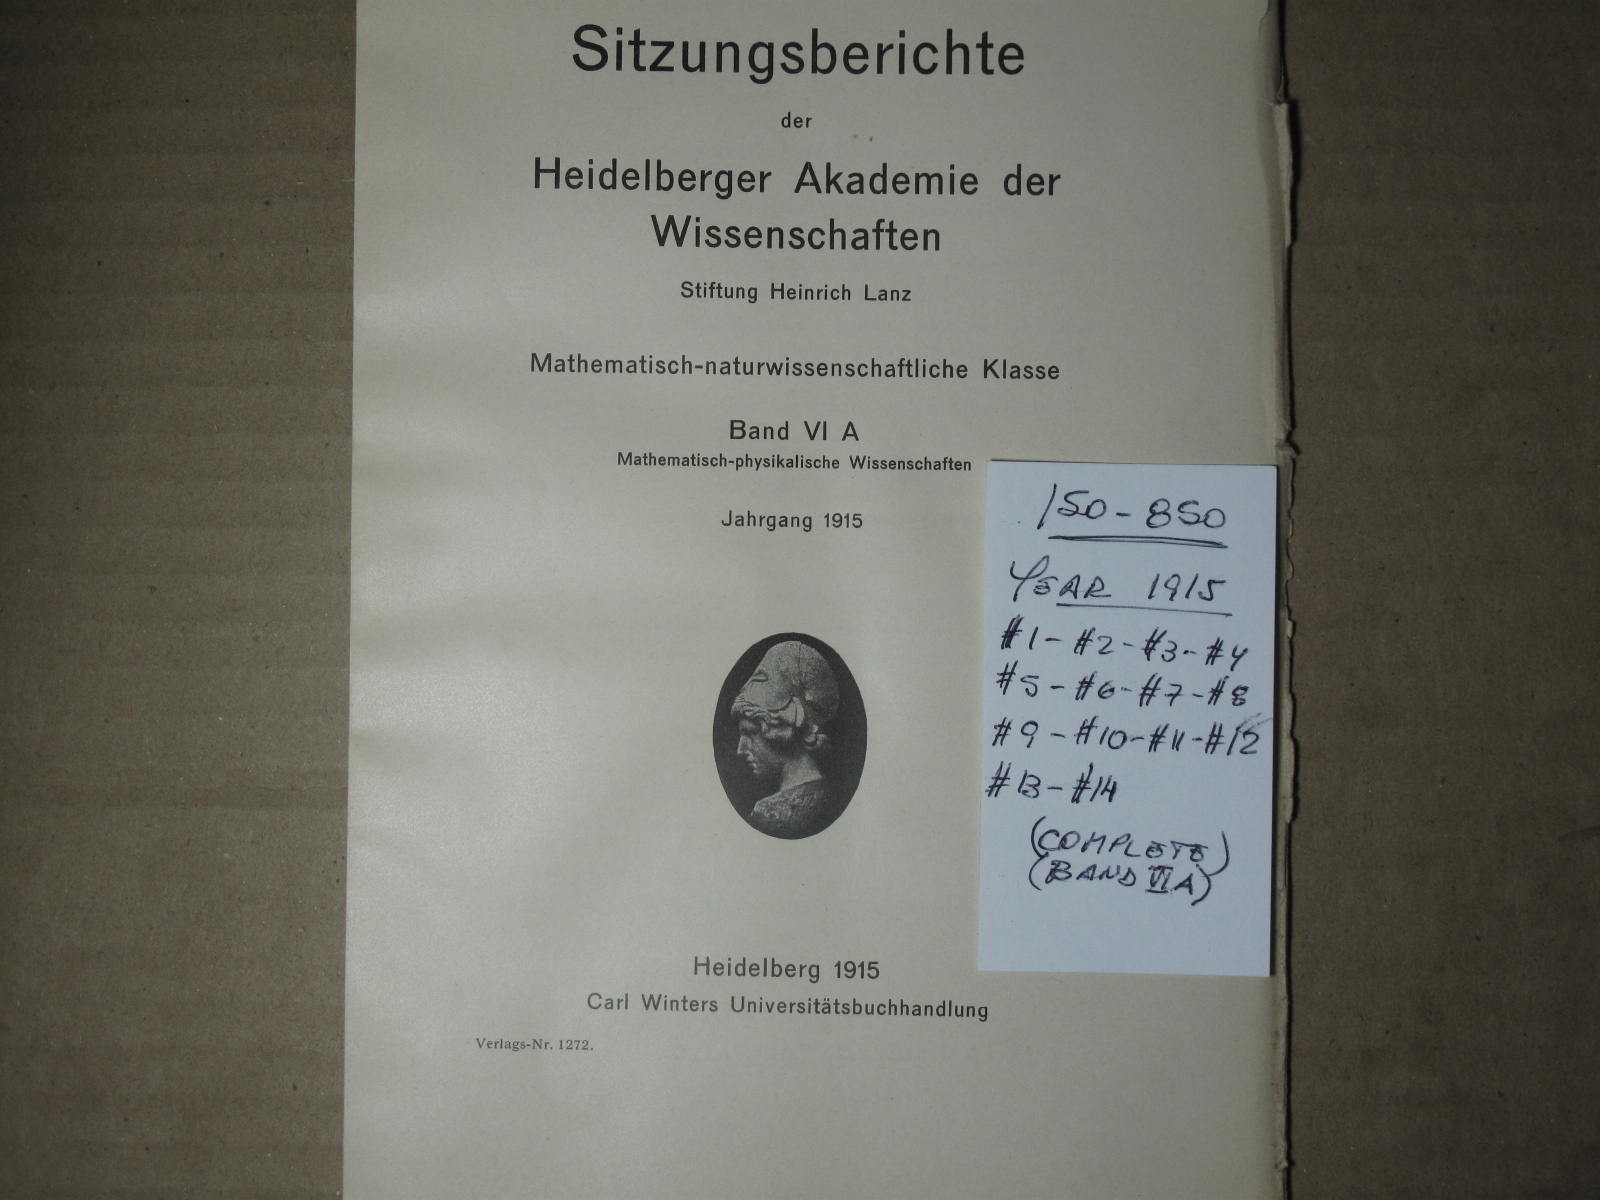 Sitzungsberichte
der
Heidelberger Akademie der
Wissenschaften
Stiftung Heinrich Lanz
Mathematisch-naturwissenschaftliche Klasse
Band VI A
Mathematisch-physikalische Wissenschaften
Jahrgang 1915
Heidelberg 1915
Carl Winters Universitätsbuchhandlung
Verlags-Nr. 1272.
150-850
YEAR 1915
#1-#2-#3-#4
#5-#6-#7-#8
#9-#10-#11-#12
#13-#14
(COMPLETE)
(BAND VI A)